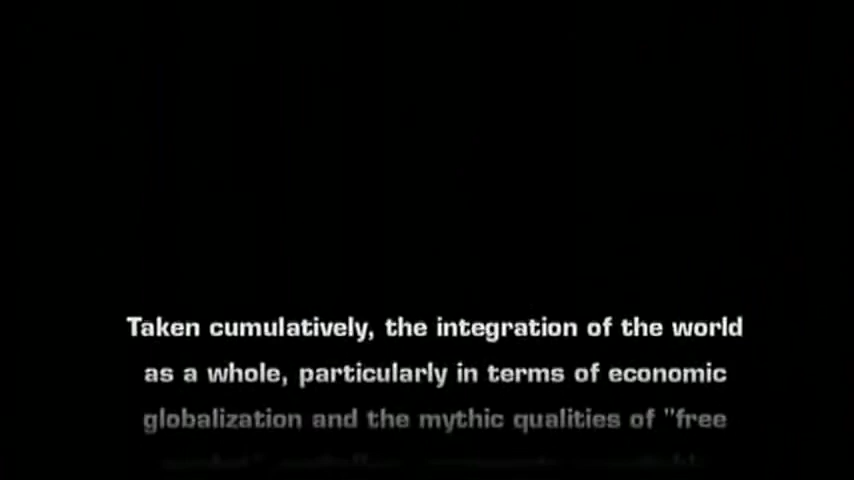 Taken cumulatively, the integration of the world
as a whole, particularly in terms of economic
globalization and the mythic qualities of "free